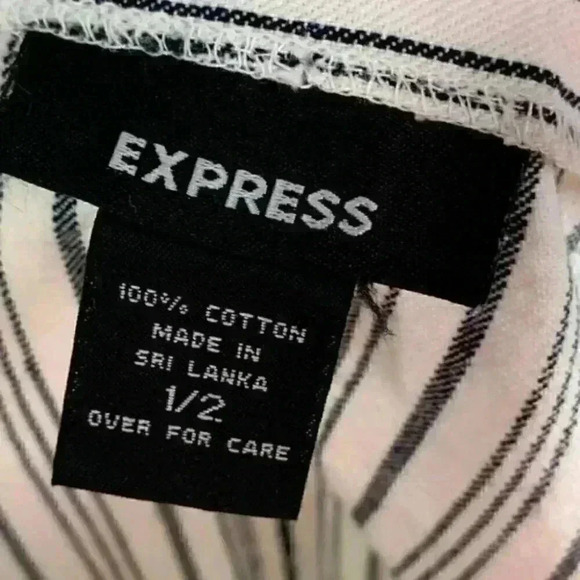 EXPRESS
100% COTTON
MADE IN
SRI LANKA
1/2
OVER FOR CARE